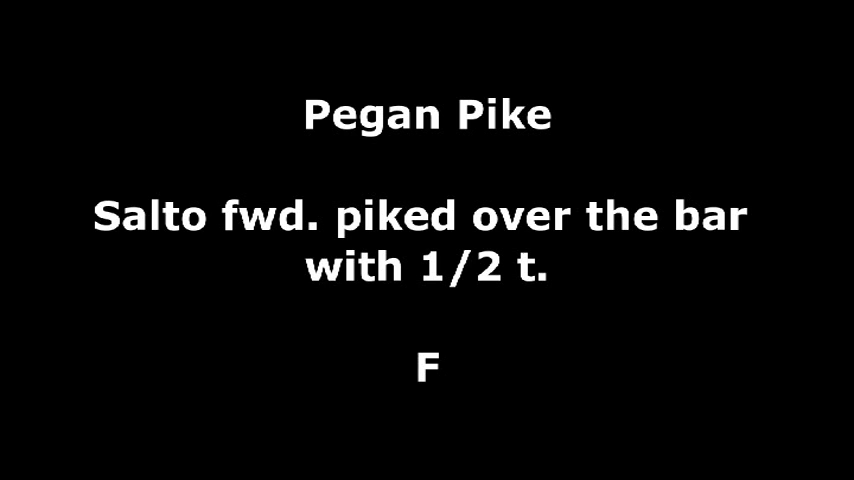 Pegan Pike
Salto fwd. piked over the bar
with 1/2 t.
F